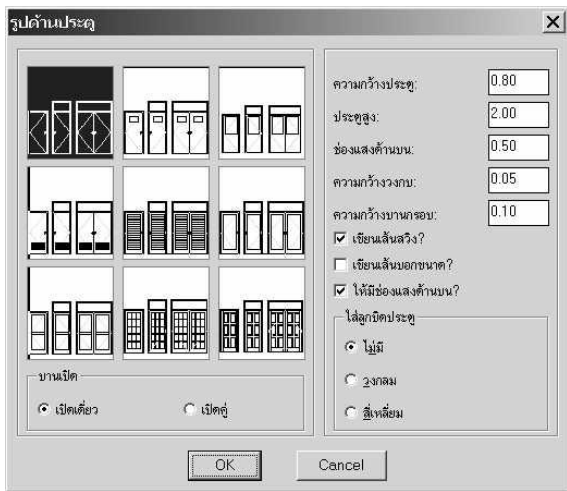 รูปด้านประตู
ความกว้างประตู: 0.80
ประตูสูง: 2.00
ช่องแสงด้านบน: 0.50
ความกว้างวงกบ: 0.05
ความกว้างบานกรอบ: 0.10
เขียนเส้นสวิง?
เขียนเส้นบอกขนาด?
ให้มีช่องแสงด้านบน?
ใส่ลูกบิดประตู
ไม่มี
วงกลม
สี่เหลี่ยม
บานเปิด
เปิดเดี่ยว เปิดคู่
OK Cancel